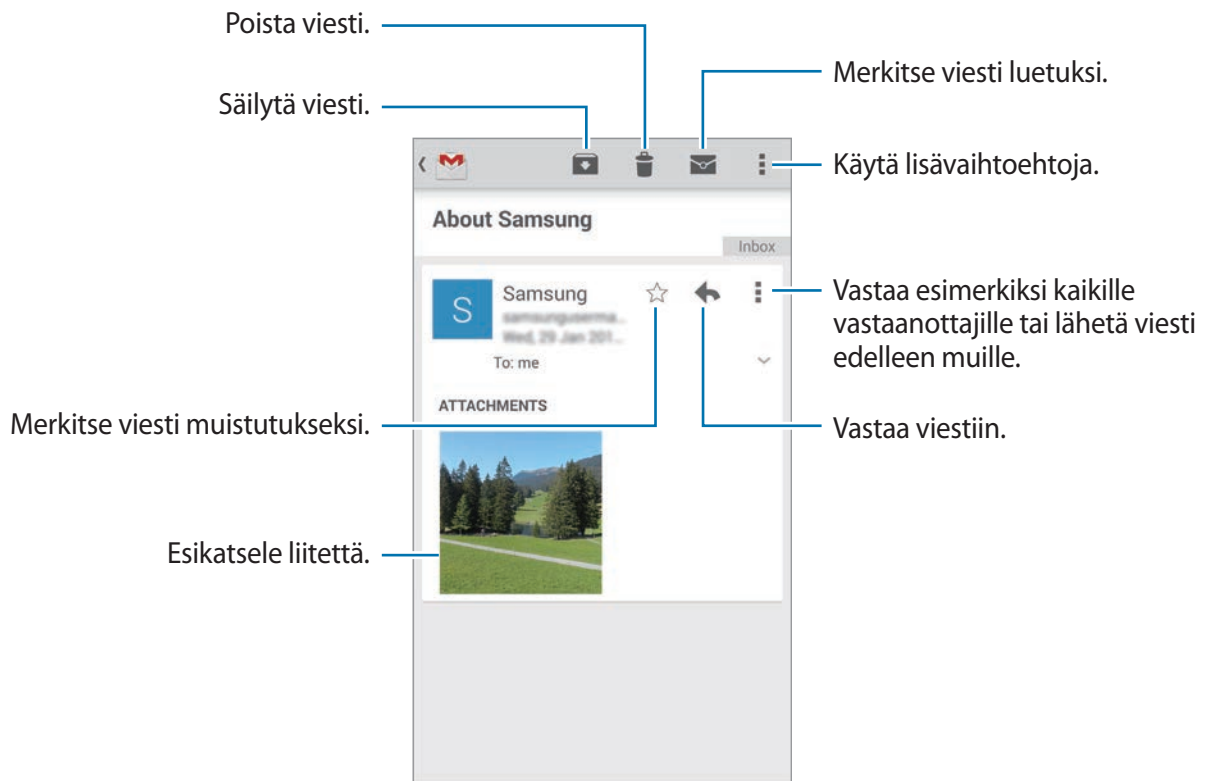 Poista viesti.
Merkitse viesti luetuksi.
Säilytä viesti.
Käytä lisävaihtoehtoja.
About Samsung
Inbox
S
Samsung
To: me
Vastaa esimerkiksi kaikille
vastaanottajille tai lähetä viesti
edelleen muille.
ATTACHMENTS
Merkitse viesti muistutukseksi.
Vastaa viestiin.
Esikatsele liitettä.